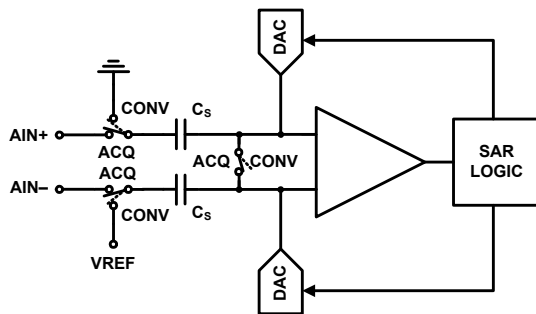 DAC
CONV
AIN+
CS
ACQ
ACQ CONV
SAR
LOGIC
ACQ
AIN–
CONV
CS
VREF
DAC